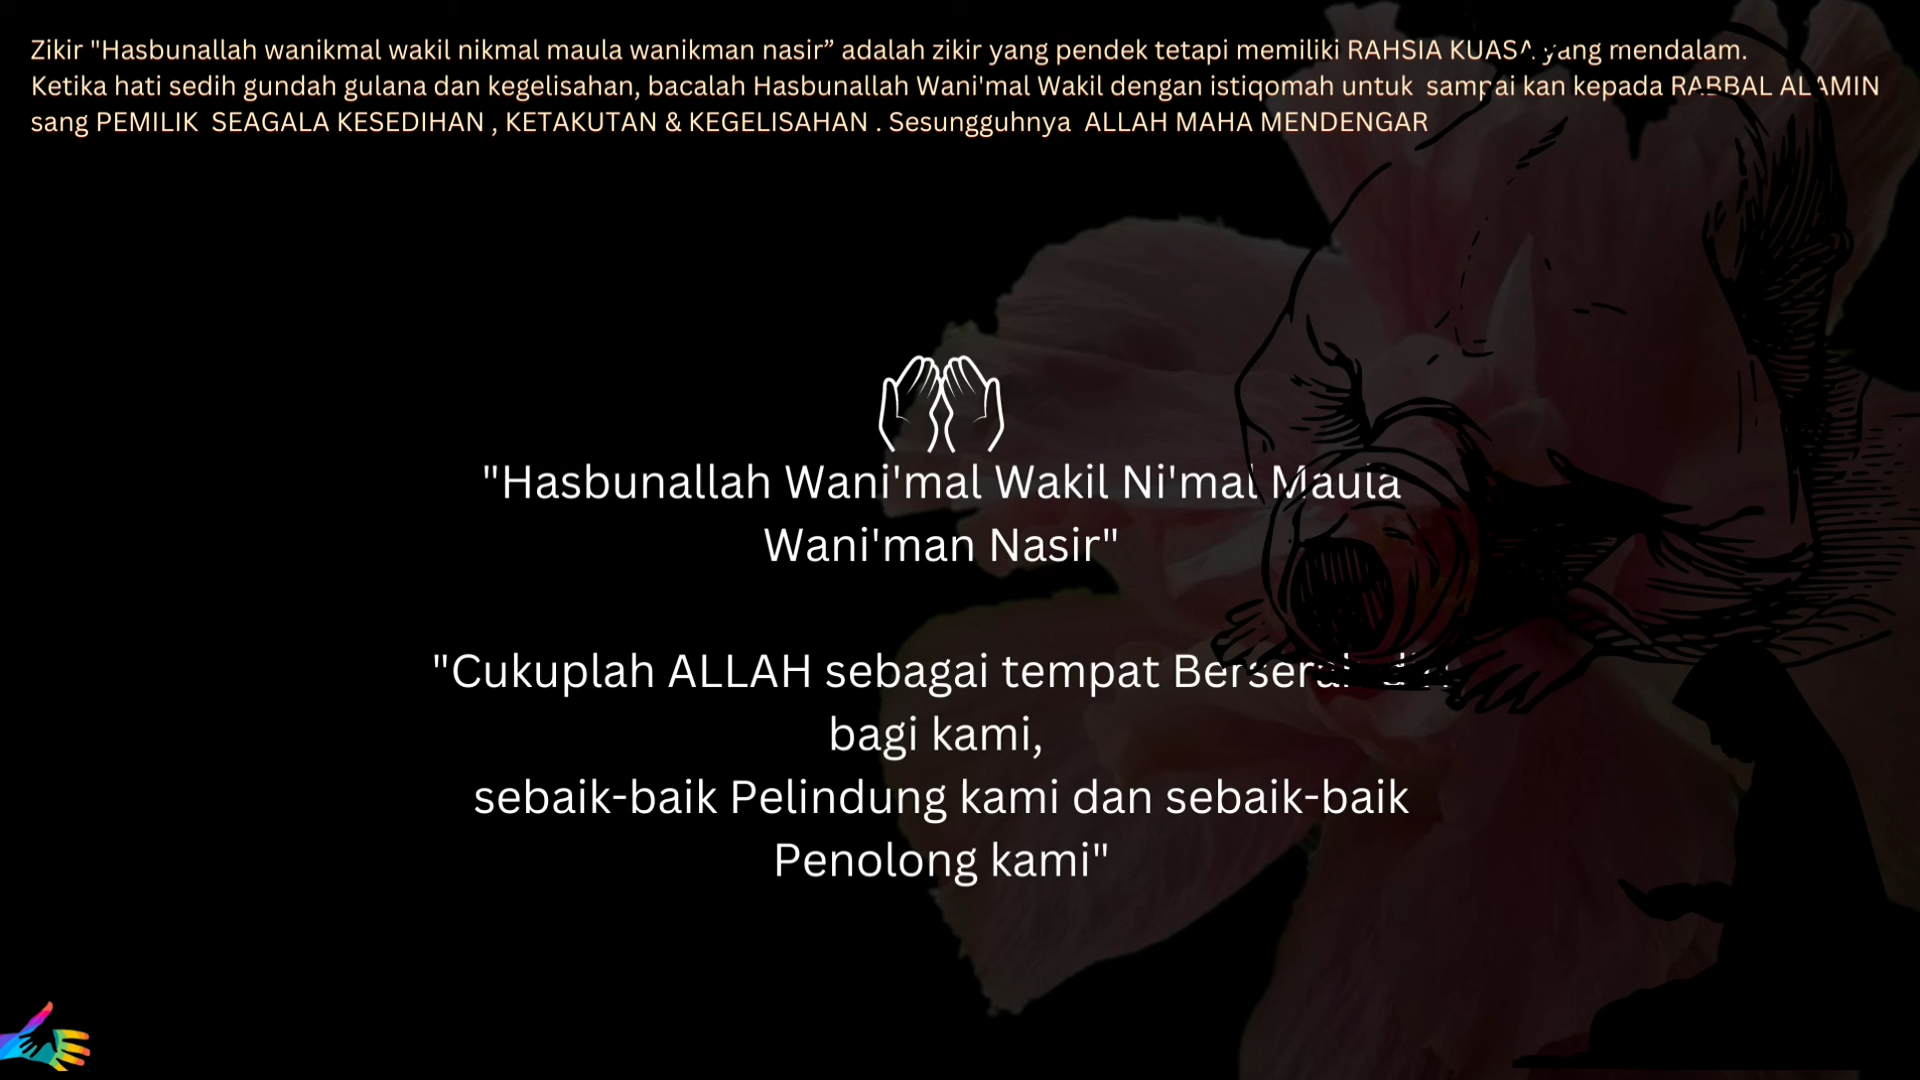 Zikir "Hasbunallah wanikmal wakil nikmal maula wanikman nasir” adalah zikir yang pendek tetapi memiliki RAHSIA KUASA yang mendalam.
Ketika hati sedih gundah gulana dan kegelisahan, bacalah Hasbunallah Wani'mal Wakil dengan istiqomah untuk sampai kan kepada RABBAL ALAMIN
sang PEMILIK SEAGALA KESEDIHAN , KETAKUTAN & KEGELISAHAN . Sesungguhnya ALLAH MAHA MENDENGAR
"Hasbunallah Wani'mal Wakil Ni'mal Maula
Wani'man Nasir"
"Cukuplah ALLAH sebagai tempat Berserah
bagi kami,
sebaik-baik Pelindung kami dan sebaik-baik
Penolong kami"